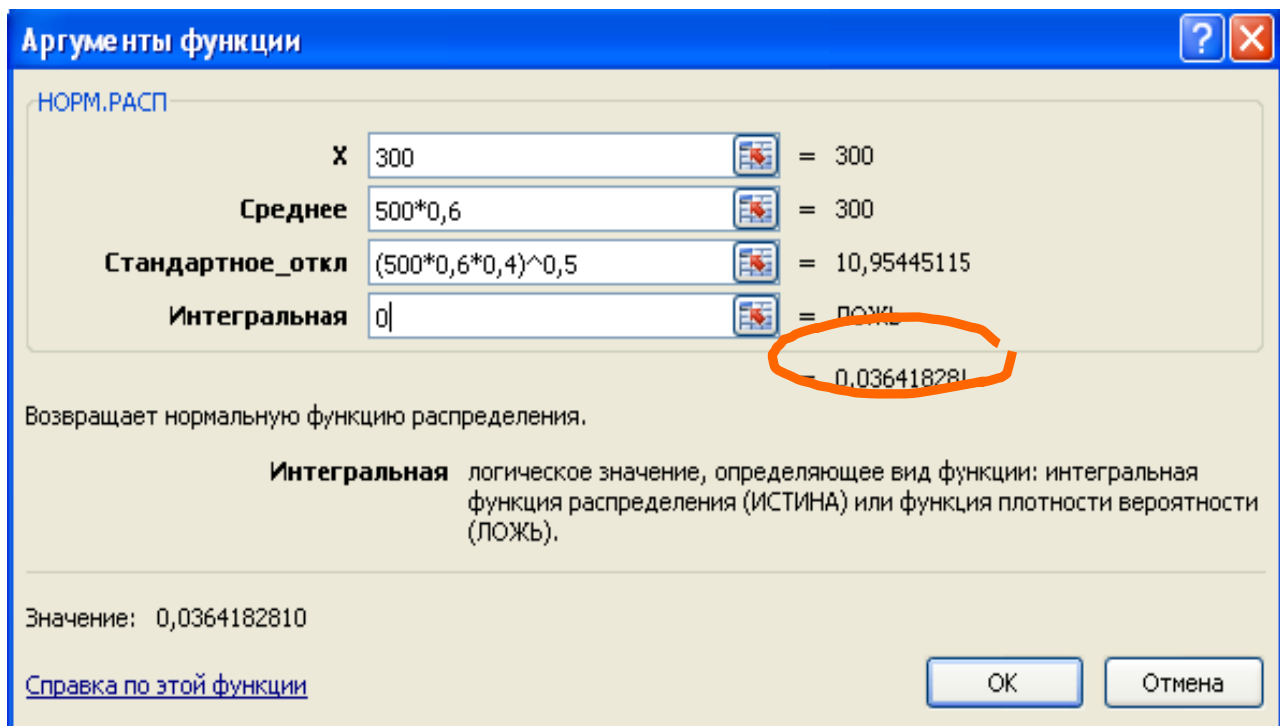 Аргументы функции
НОРМ.РАСП
X 300 = 300
Среднее 500*0,6 = 300
Стандартное_откл (500*0,6*0,4)^0,5 = 10,95445115
Интегральная 0 = ЛОЖЬ
= 0,03641828
Возвращает нормальную функцию распределения.
Интегральная логическое значение, определяющее вид функции: интегральная
функция распределения (ИСТИНА) или функция плотности вероятности
(ЛОЖЬ).
Значение: 0,0364182810
Справка по этой функции
ОК
Отмена